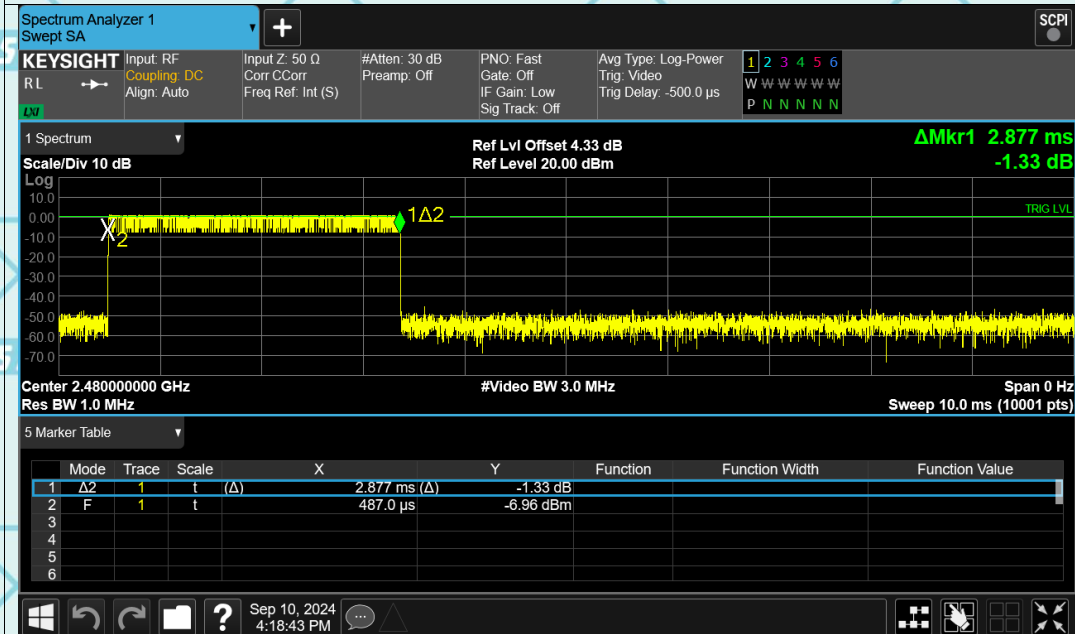 Spectrum Analyzer 1
Swept SA
+
SCPI
KEYSIGHT
R L
LXI
Input: RF
Coupling: DC
Align: Auto
Input Z: 50 Ω
Corr CCorr
Freq Ref: Int (S)
#Atten: 30 dB
Preamp: Off
PNO: Fast
Gate: Off
IF Gain: Low
Sig Track: Off
Avg Type: Log-Power
Trig: Video
Trig Delay: -500.0 µs
1 2 3 4 5 6
W W W W W W
P N N N N N
1 Spectrum
Scale/Div 10 dB
Ref Lvl Offset 4.33 dB
Ref Level 20.00 dBm
ΔMkr1 2.877 ms
-1.33 dB
Log
10.0
0.00
-10.0
-20.0
-30.0
-40.0
-50.0
-60.0
-70.0
X2
1Δ2
TRIG LVL
Center 2.480000000 GHz #Video BW 3.0 MHz Span 0 Hz
Res BW 1.0 MHz Sweep 10.0 ms (10001 pts)
5 Marker Table
Mode Trace Scale X Y Function Function Width Function Value
1 Δ2 1 t (Δ) 2.877 ms (Δ) -1.33 dB
2 F 1 t 487.0 µs -6.96 dBm
3
4
5
6
?
Sep 10, 2024
4:18:43 PM